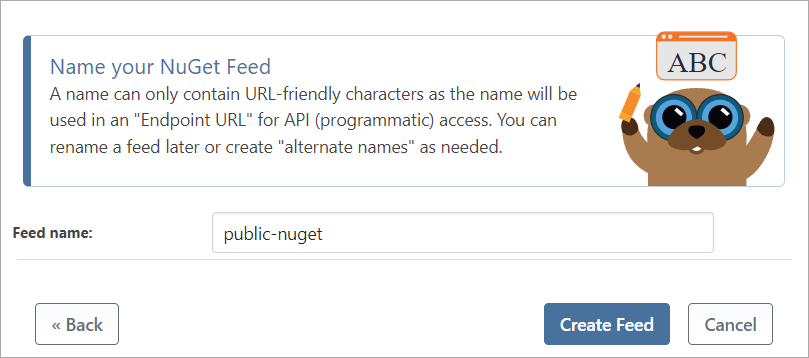 ABC
Name your NuGet Feed
A name can only contain URL-friendly characters as the name will be
used in an "Endpoint URL" for API (programmatic) access. You can
rename a feed later or create "alternate names" as needed.
Feed name:
public-nuget
« Back
Create Feed
Cancel